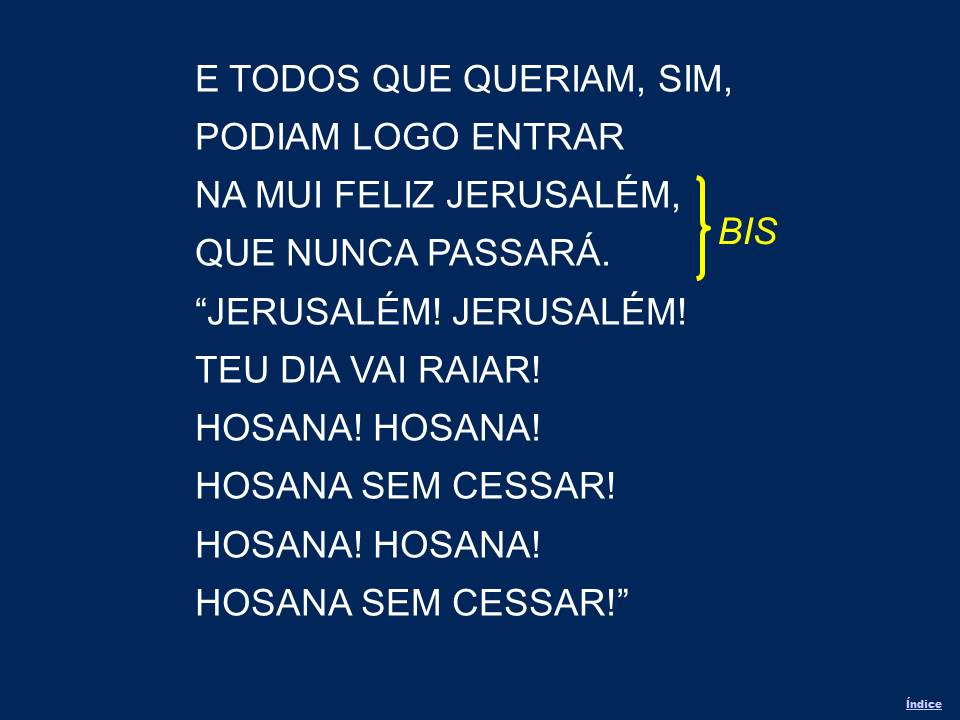 E TODOS QUE QUERIAM, SIM,
PODIAM LOGO ENTRAR
NA MUI FELIZ JERUSALÉM,
BIS
QUE NUNCA PASSARÁ.
“JERUSALÉM! JERUSALÉM!
TEU DIA VAI RAIAR!
HOSANA! HOSANA!
HOSANA SEM CESSAR!
HOSANA! HOSANA!
HOSANA SEM CESSAR!”
Índice